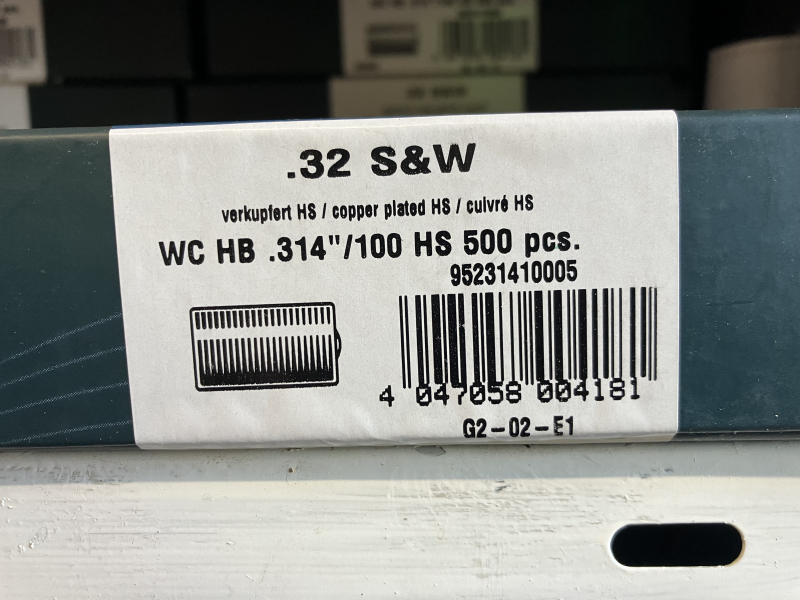 .32 S&W
verkupfert HS / copper plated HS / cuivré HS
WC HB .314"/100 HS 500 pcs.
95231410005
4 047058 004181
G2-02-E1